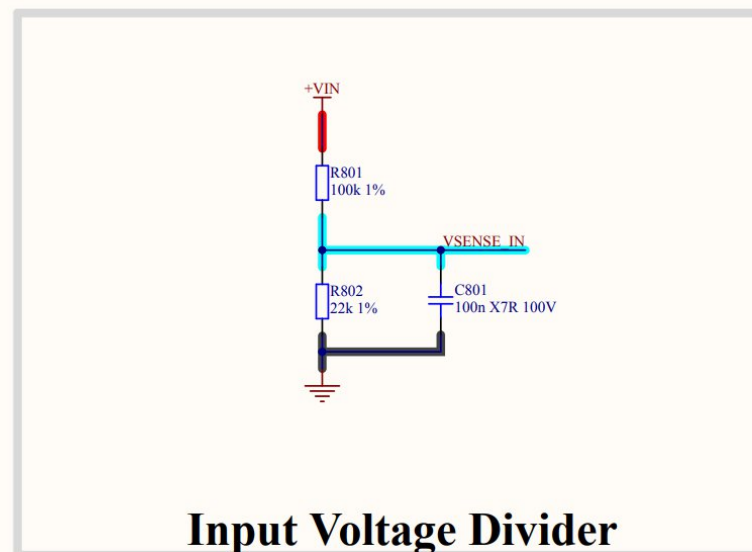 +VIN
R801
100k 1%
VSENSE_IN
R802
22k 1%
C801
100n X7R 100V
Input Voltage Divider